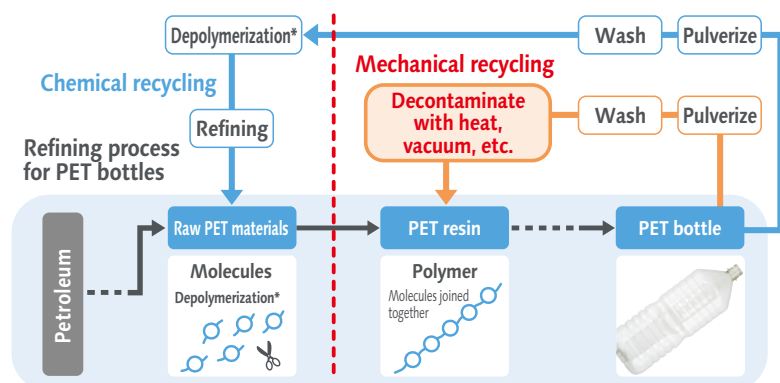 Depolymerization*
Wash
Pulverize
Chemical recycling
Mechanical recycling
Decontaminate
with heat,
vacuum, etc.
Wash
Pulverize
Refining
Refining process
for PET bottles
Petroleum
Raw PET materials
PET resin
PET bottle
Molecules
Depolymerization*
Polymer
Molecules joined
together